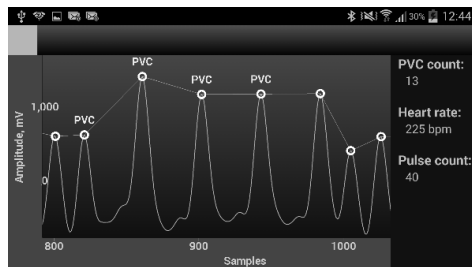 30% 12:44
PVC count:
13
Heart rate:
225 bpm
Pulse count:
40
PVC
PVC
PVC
PVC
Amplitude, mV
1,000
0
800
900
1000
Samples